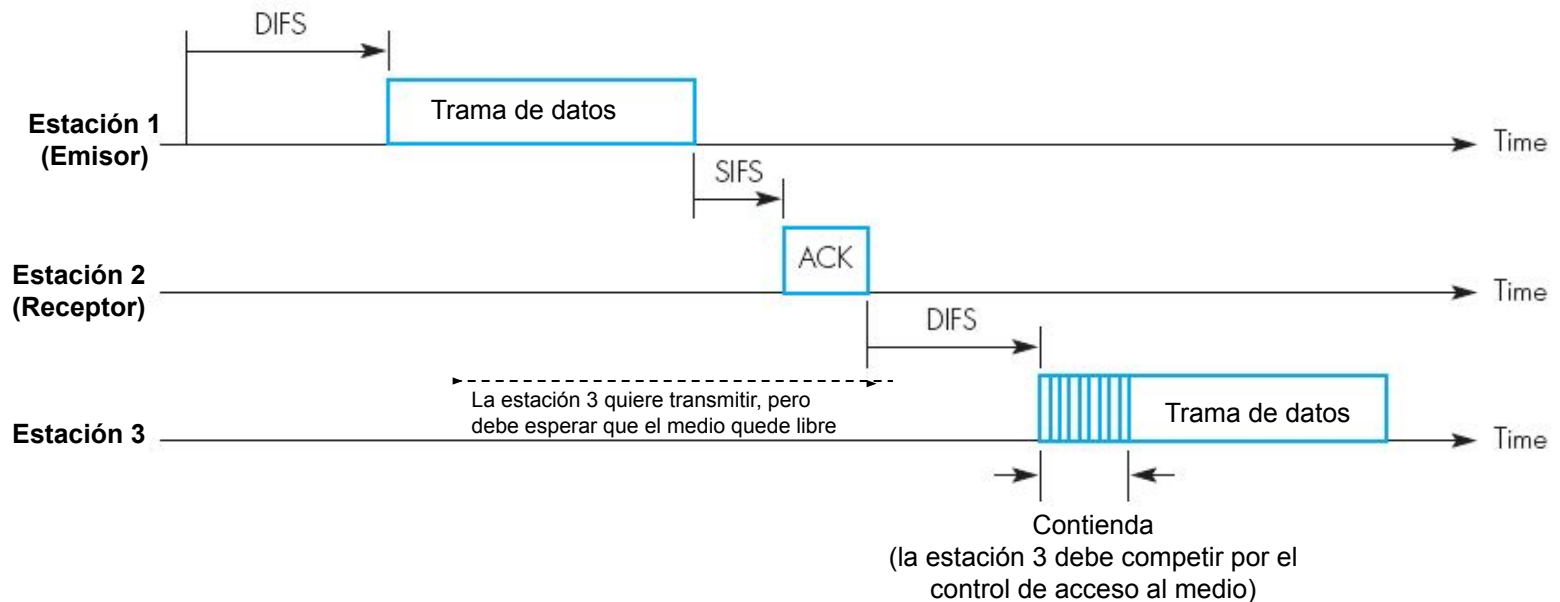 DIFS
Estación 1
(Emisor)
Trama de datos
Time
SIFS
Estación 2
(Receptor)
ACK
Time
DIFS
La estación 3 quiere transmitir, pero
debe esperar que el medio quede libre
Estación 3
Trama de datos
Time
Contienda
(la estación 3 debe competir por el
control de acceso al medio)